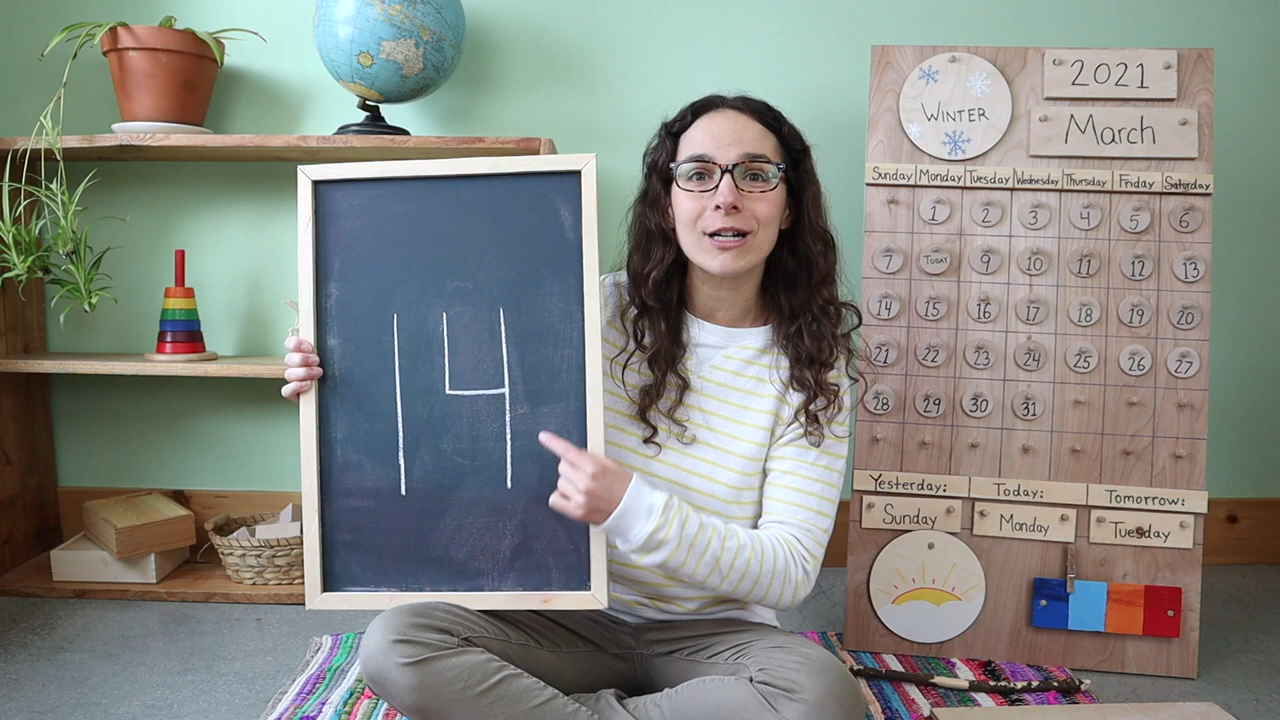 14
WINTER
2021
March
Sunday Monday Tuesday Wednesday Thursday Friday Saturday
1 2 3 4 5 6
7 TODAY 9 10 11 12 13
14 15 16 17 18 19 20
21 22 23 24 25 26 27
28 29 30 31
Yesterday: Today: Tomorrow:
Sunday Monday Tuesday